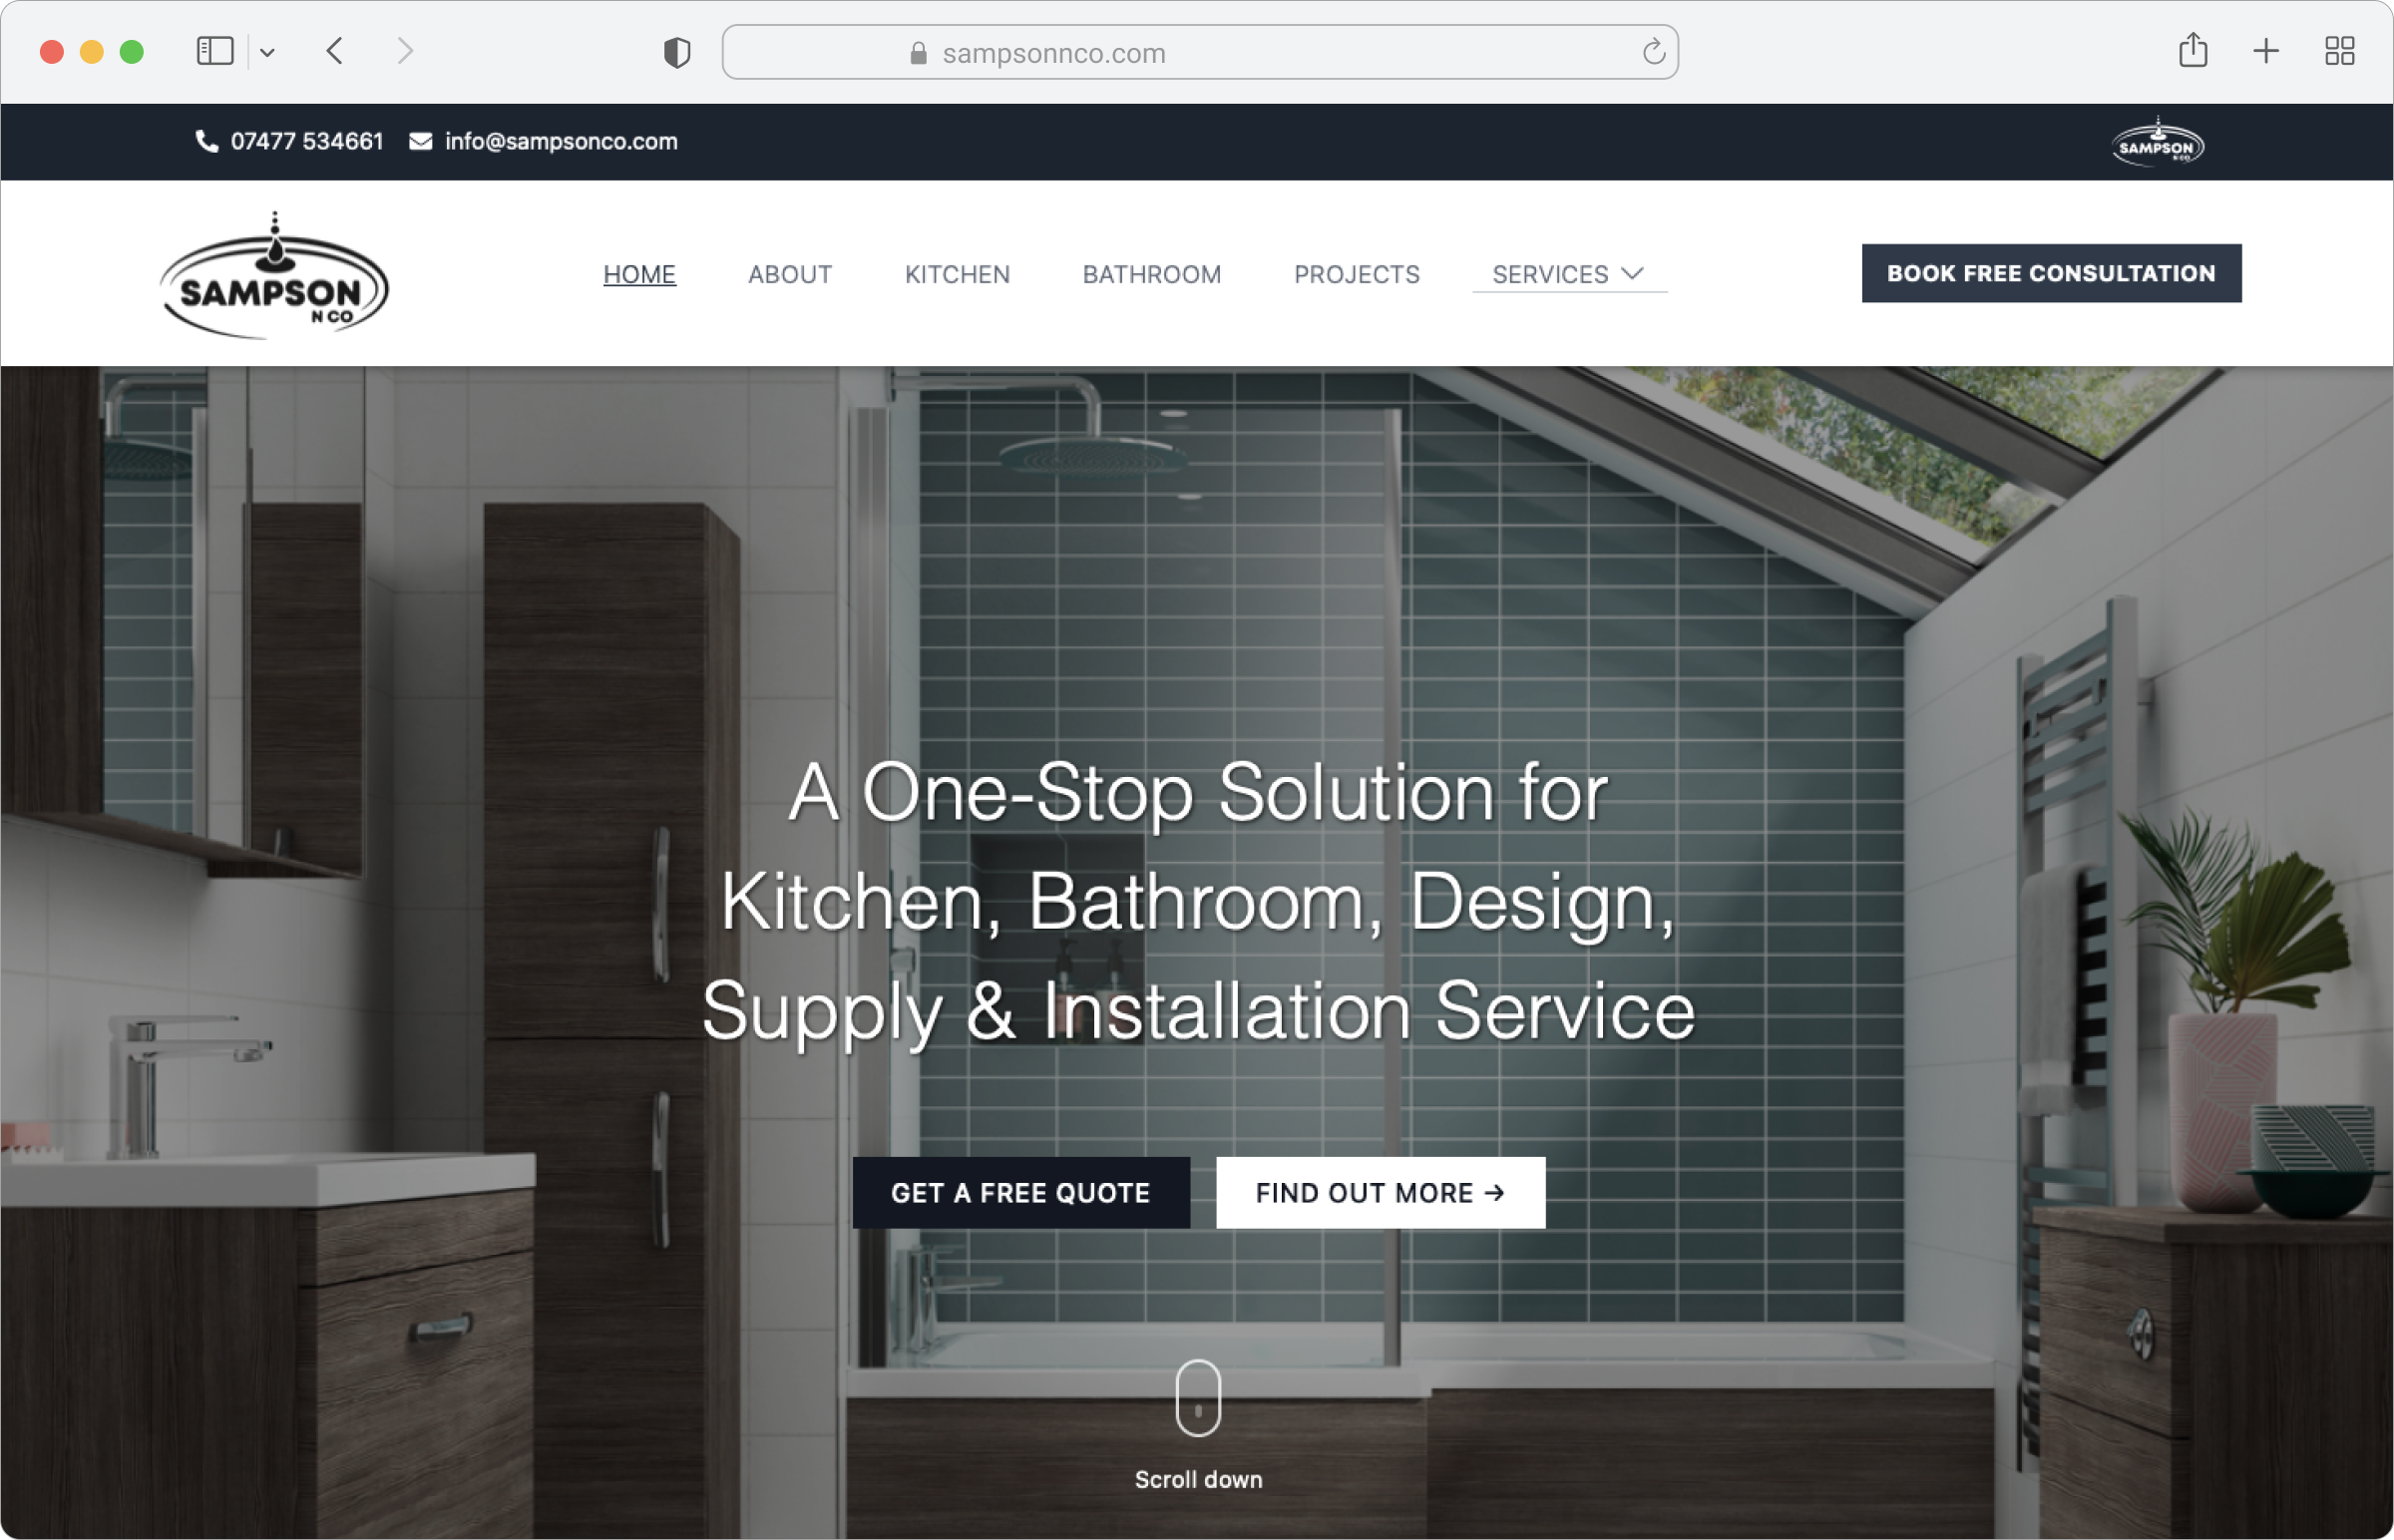 sampsonnco.com
07477 534661 info@sampsonco.com
SAMPSON
N CO
SAMPSON
N CO
HOME ABOUT KITCHEN BATHROOM PROJECTS SERVICES
BOOK FREE CONSULTATION
A One-Stop Solution for
Kitchen, Bathroom, Design,
Supply & Installation Service
GET A FREE QUOTE
FIND OUT MORE →
Scroll down